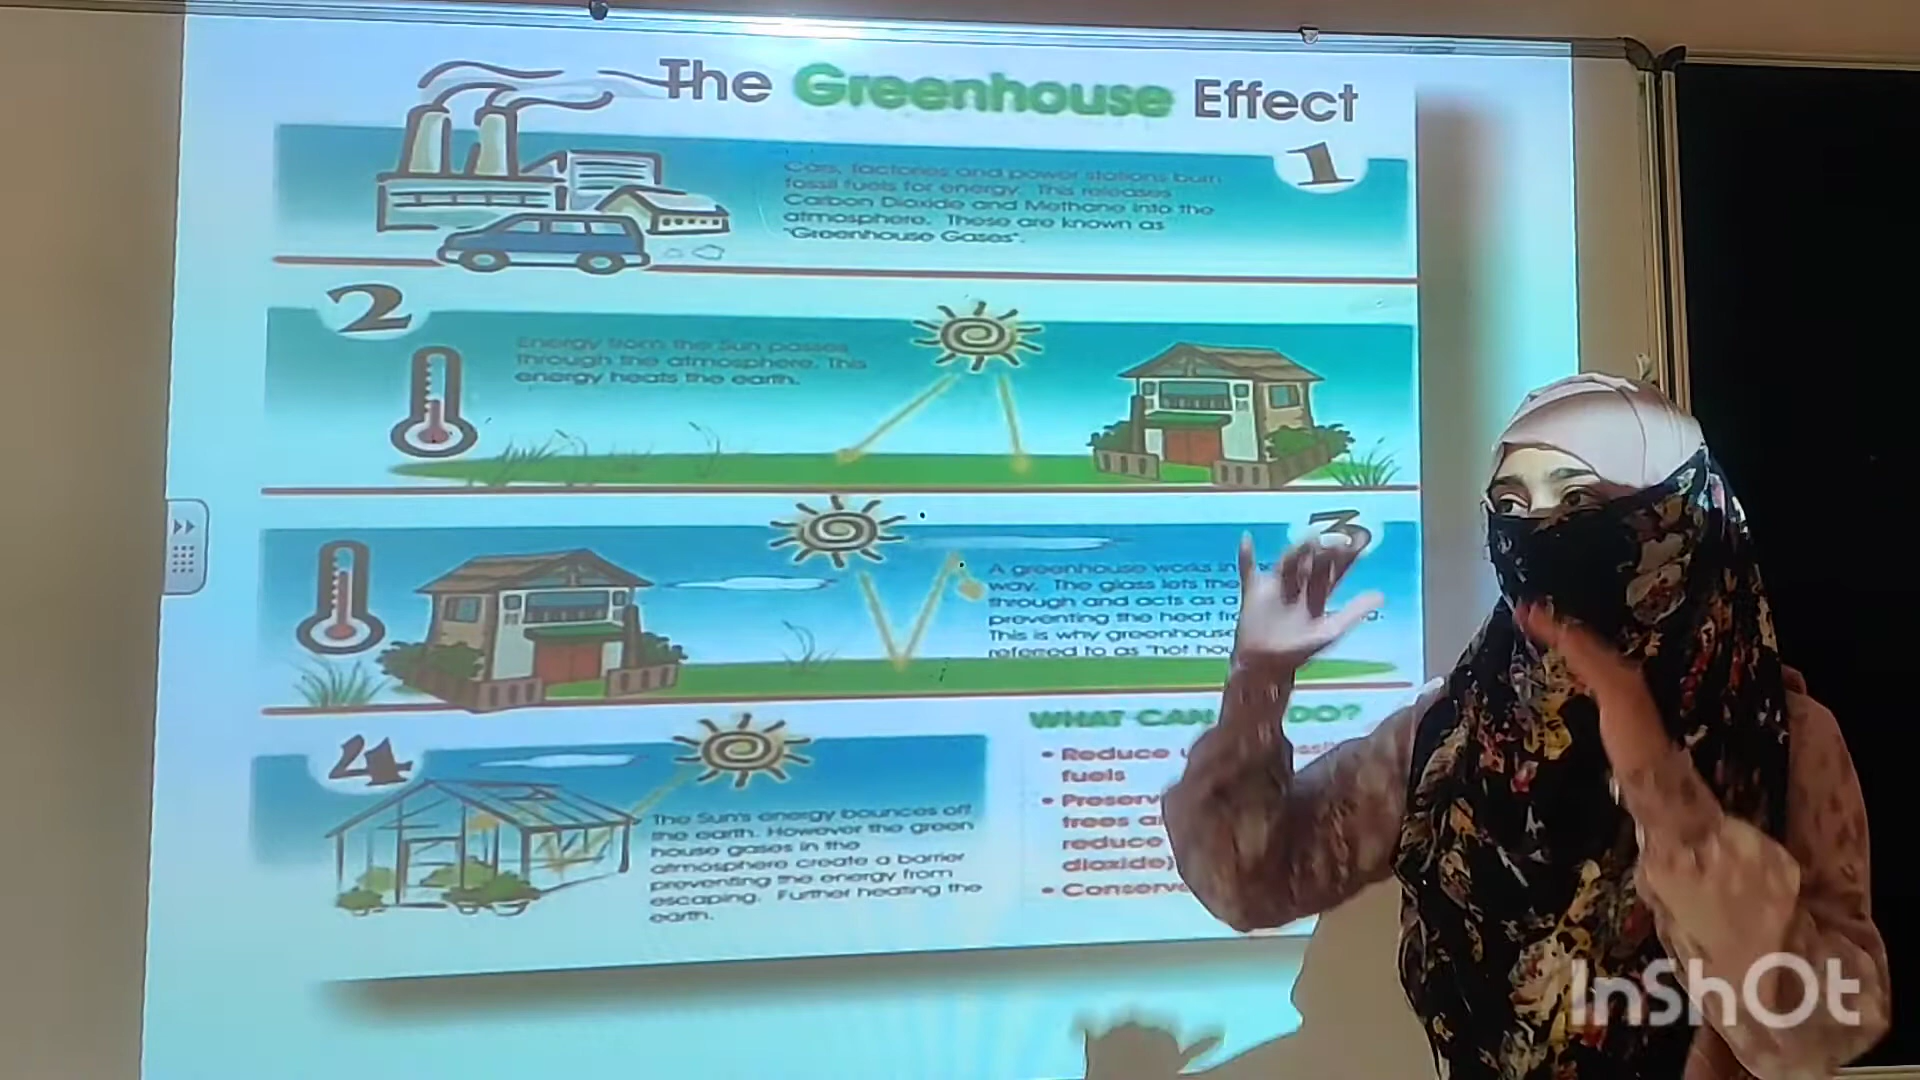 The Greenhouse Effect
1
Cars, factories and power stations burn
fossil fuels for energy. This releases
Carbon Dioxide and Methane into the
atmosphere. These are known as
"Greenhouse Gases".
2
Energy from the Sun passes
through the atmosphere. This
energy heats the earth.
3
A greenhouse works in
way. The glass lets the
through and acts as a
preventing the heat
This is why greenhouse
referred to as "hot
4
The Sun's energy bounces off
the earth. However the green
house gases in the
atmosphere create a barrier
preventing the energy from
escaping. Further heating the
earth.
WHAT CAN DO?
• Reduce
fuels
•
trees
reduce
dioxide)
•
InShOt